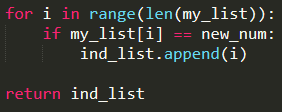 for i in range(len(my_list)):
    if my_list[i] == new_num:
        ind_list.append(i)

return ind_list